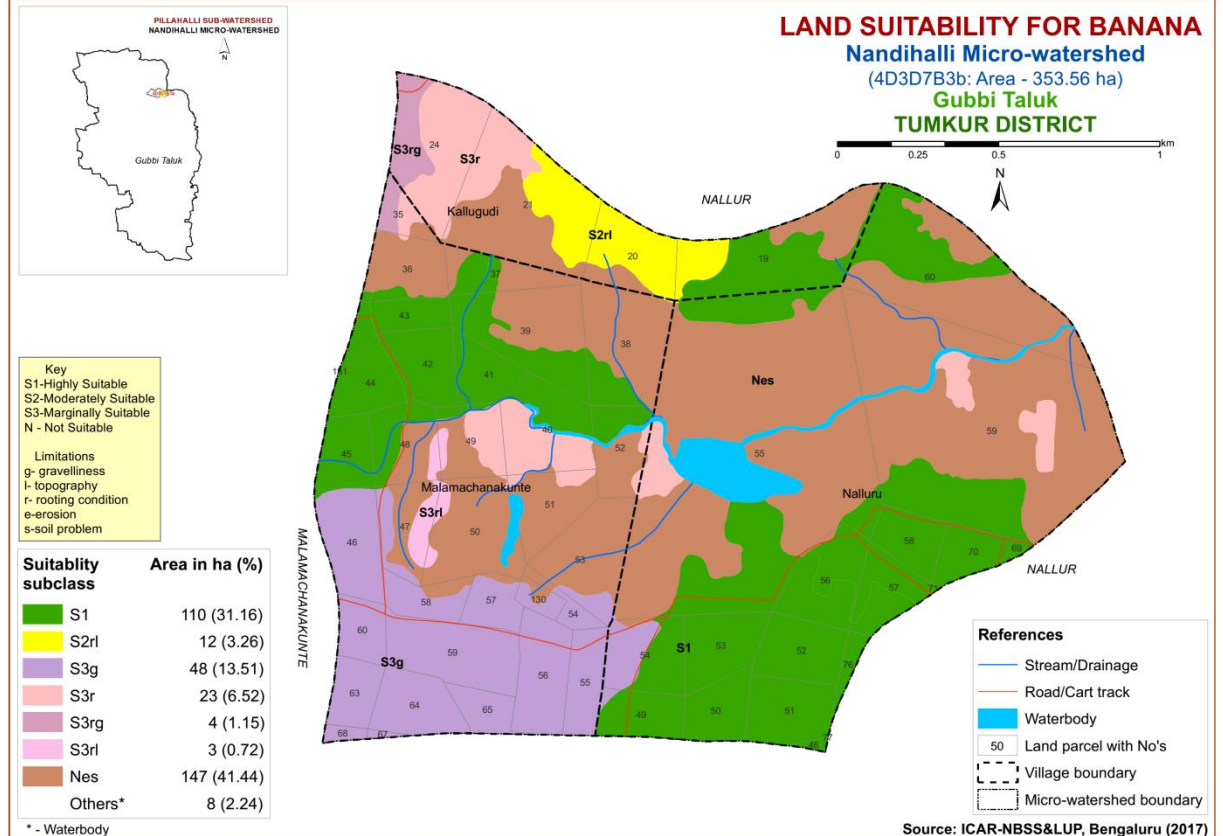 PILLAHALLI SUB-WATERSHED
NANDIHALLI MICRO-WATERSHED
N
Gubbi Taluk
LAND SUITABILITY FOR BANANA
Nandihalli Micro-watershed
(4D3D7B3b: Area - 353.56 ha)
Gubbi Taluk
TUMKUR DISTRICT
km
0 0.25 0.5 1
N
S3rg
24
S3r
35
Kallugudi
21
NALLUR
S2rl
20
19
60
36
37
43
39
38
42
41
44
Nes
49
40
52
48
45
55
59
Malamachanakunte
Nalluru
S3rl
51
47
50
46
53
58
70
69
NALLUR
56
57
71
MALAMACHANAKUNTE
58
57
130
54
60
59
S3g
54
S1
53
52
76
56
55
63
64
65
49
50
51
68
67
46
77
Key
S1-Highly Suitable
S2-Moderately Suitable
S3-Marginally Suitable
N - Not Suitable
Limitations
g- gravelliness
l- topography
r- rooting condition
e-erosion
s-soil problem
Suitablity subclass Area in ha (%)
S1 110 (31.16)
S2rl 12 (3.26)
S3g 48 (13.51)
S3r 23 (6.52)
S3rg 4 (1.15)
S3rl 3 (0.72)
Nes 147 (41.44)
Others* 8 (2.24)
* - Waterbody
References
Stream/Drainage
Road/Cart track
Waterbody
50 Land parcel with No's
Village boundary
Micro-watershed boundary
Source: ICAR-NBSS&LUP, Bengaluru (2017)